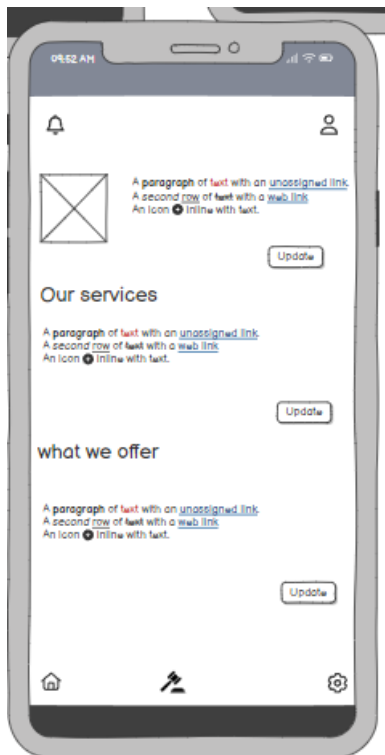 09:52 AM
A paragraph of text with an unassigned link.
A second row of text with a web link
An icon inline with text.
Update
Our services
A paragraph of text with an unassigned link.
A second row of text with a web link
An icon inline with text.
Update
what we offer
A paragraph of text with an unassigned link.
A second row of text with a web link
An icon inline with text.
Update